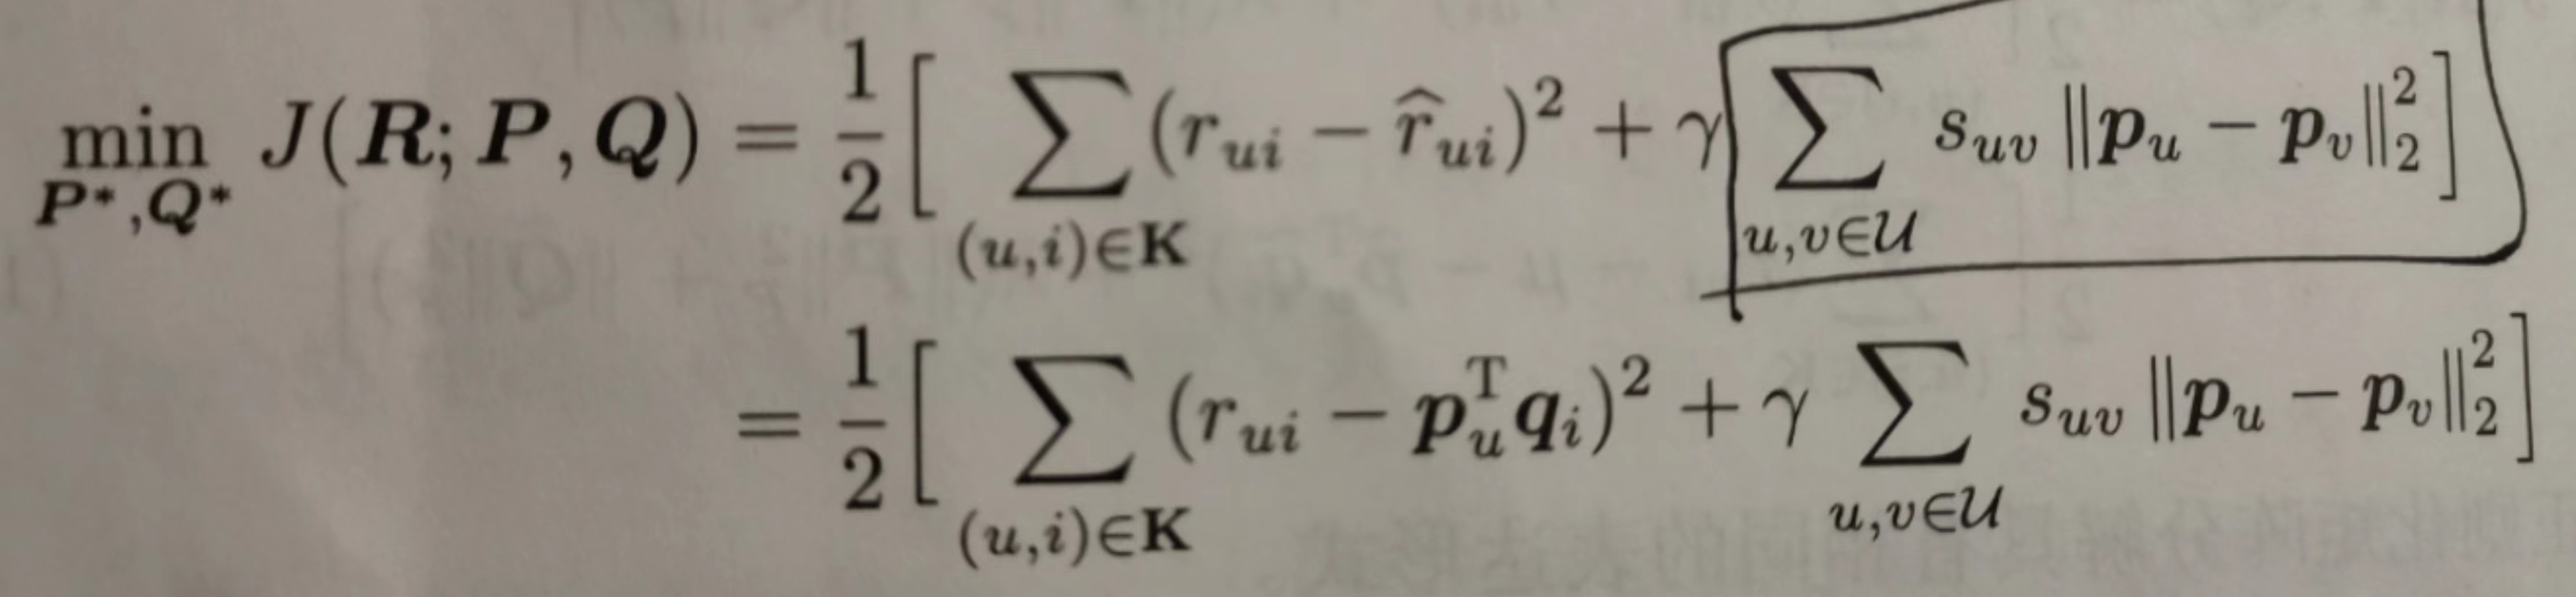 min_{P*,Q*} J(R; P, Q) = 1/2 [ ∑_{(u,i)∈K} (r_{ui} − r̂_{ui})² + γ ∑_{u,v∈𝒰} s_{uv} ‖p_u − p_v‖₂² ]
= 1/2 [ ∑_{(u,i)∈K} (r_{ui} − p_u^T q_i)² + γ ∑_{u,v∈𝒰} s_{uv} ‖p_u − p_v‖₂² ]